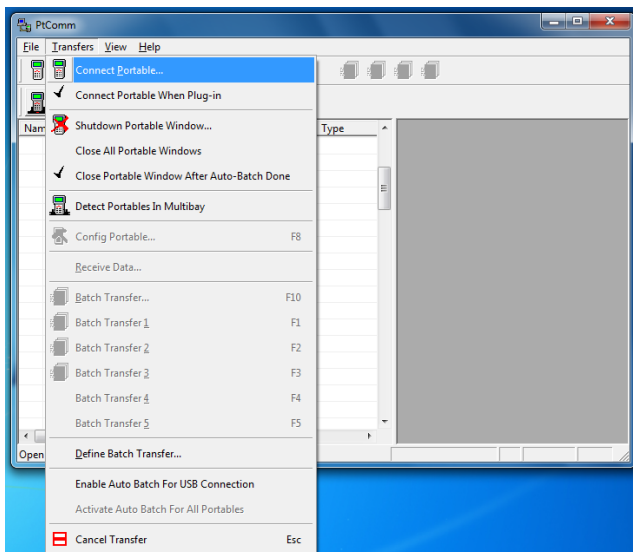 PtComm
File Transfers View Help
Connect Portable...
Connect Portable When Plug-in
Nam Type
Shutdown Portable Window...
Close All Portable Windows
Close Portable Window After Auto-Batch Done
Detect Portables In Multibay
Config Portable... F8
Receive Data...
Batch Transfer... F10
Batch Transfer 1 F1
Batch Transfer 2 F2
Batch Transfer 3 F3
Batch Transfer 4 F4
Batch Transfer 5 F5
Open
Define Batch Transfer...
Enable Auto Batch For USB Connection
Activate Auto Batch For All Portables
Cancel Transfer Esc